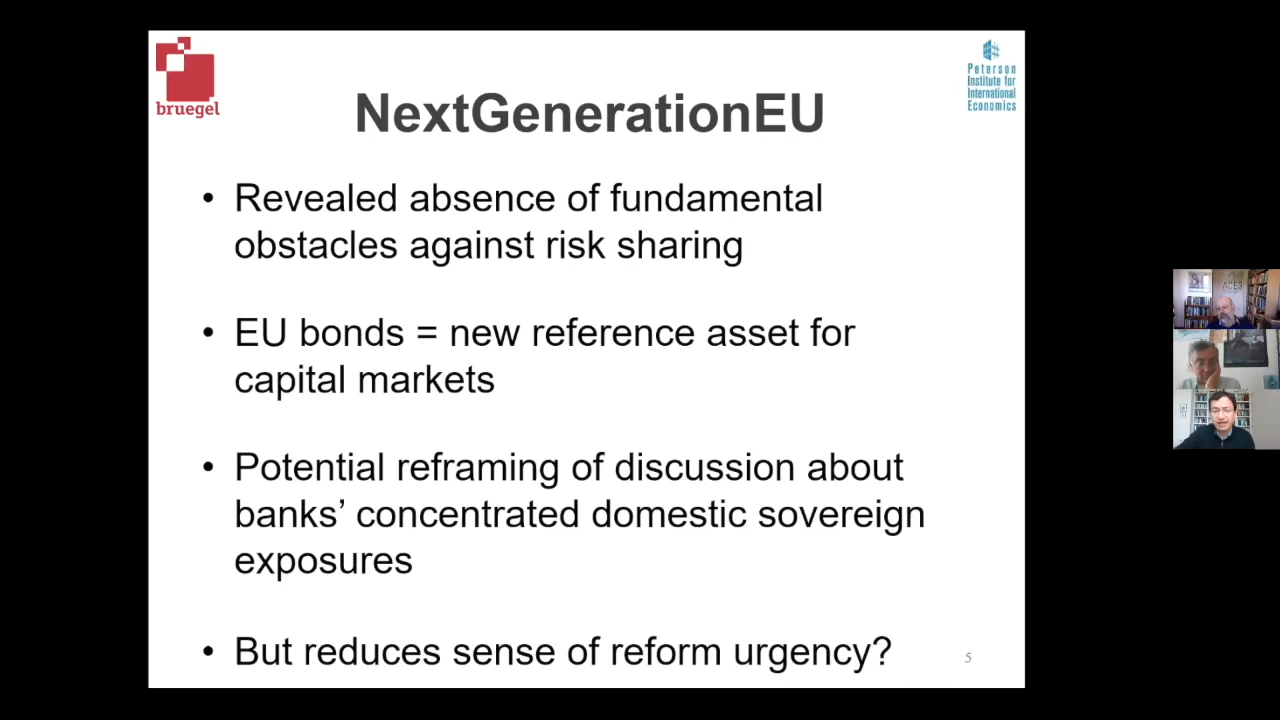 bruegel
Peterson
Institute for
International
Economics
NextGenerationEU
• Revealed absence of fundamental
obstacles against risk sharing
• EU bonds = new reference asset for
capital markets
• Potential reframing of discussion about
banks’ concentrated domestic sovereign
exposures
• But reduces sense of reform urgency?
5
ACES